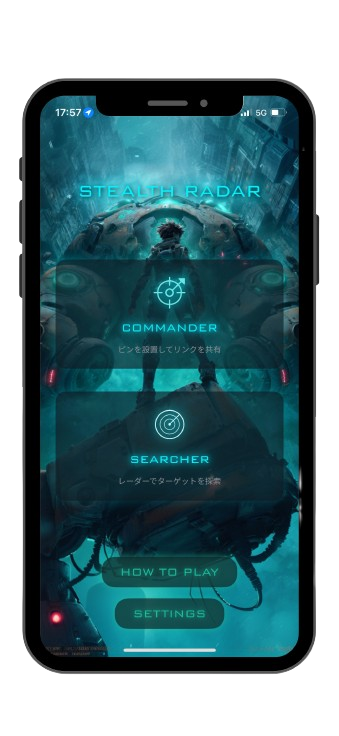 17:57
5G
STEALTH RADAR
COMMANDER
ピンを設置してリンクを共有
SEARCHER
レーダーでターゲットを探索
HOW TO PLAY
SETTINGS